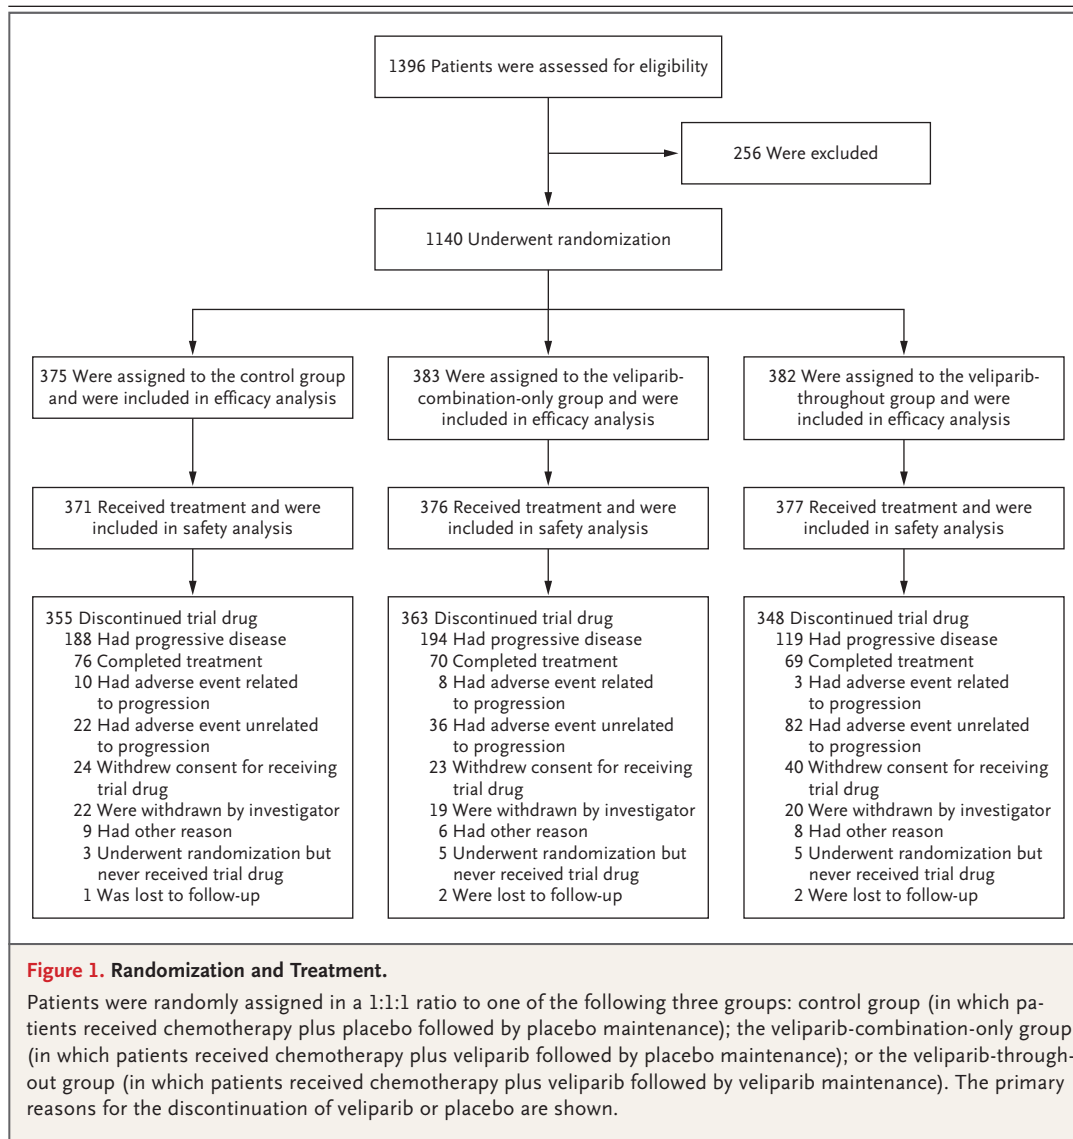 1396 Patients were assessed for eligibility
256 Were excluded
1140 Underwent randomization
375 Were assigned to the control group
and were included in efficacy analysis
383 Were assigned to the veliparib-
combination-only group and were
included in efficacy analysis
382 Were assigned to the veliparib-
throughout group and were
included in efficacy analysis
371 Received treatment and were
included in safety analysis
376 Received treatment and were
included in safety analysis
377 Received treatment and were
included in safety analysis
355 Discontinued trial drug
188 Had progressive disease
76 Completed treatment
10 Had adverse event related
to progression
22 Had adverse event unrelated
to progression
24 Withdrew consent for receiving
trial drug
22 Were withdrawn by investigator
9 Had other reason
3 Underwent randomization but
never received trial drug
1 Was lost to follow-up
363 Discontinued trial drug
194 Had progressive disease
70 Completed treatment
8 Had adverse event related
to progression
36 Had adverse event unrelated
to progression
23 Withdrew consent for receiving
trial drug
19 Were withdrawn by investigator
6 Had other reason
5 Underwent randomization but
never received trial drug
2 Were lost to follow-up
348 Discontinued trial drug
119 Had progressive disease
69 Completed treatment
3 Had adverse event related
to progression
82 Had adverse event unrelated
to progression
40 Withdrew consent for receiving
trial drug
20 Were withdrawn by investigator
8 Had other reason
5 Underwent randomization but
never received trial drug
2 Were lost to follow-up
Figure 1. Randomization and Treatment.
Patients were randomly assigned in a 1:1:1 ratio to one of the following three groups: control group (in which pa-
tients received chemotherapy plus placebo followed by placebo maintenance); the veliparib-combination-only group
(in which patients received chemotherapy plus veliparib followed by placebo maintenance); or the veliparib-through-
out group (in which patients received chemotherapy plus veliparib followed by veliparib maintenance). The primary
reasons for the discontinuation of veliparib or placebo are shown.